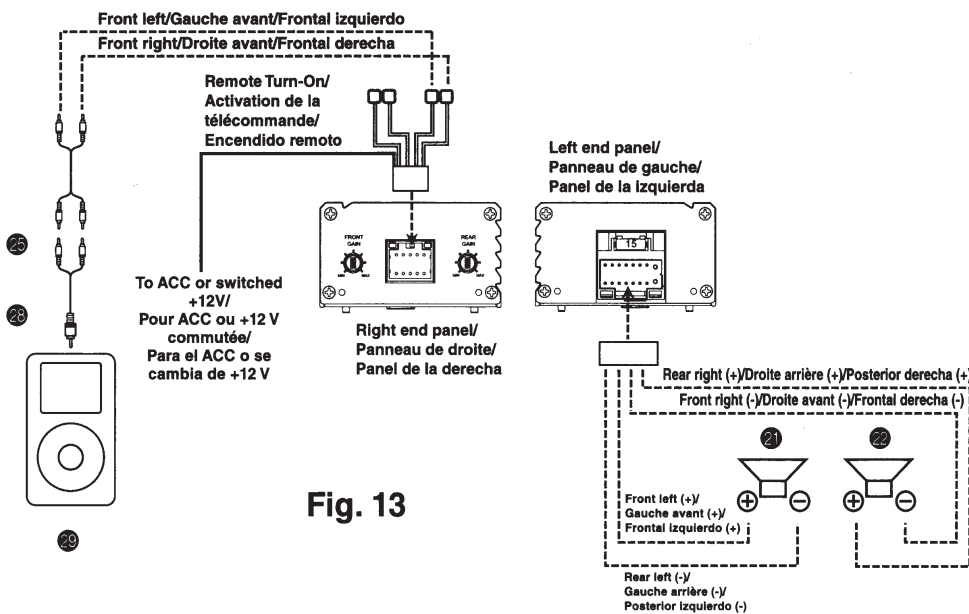 Front left/Gauche avant/Frontal izquierdo
Front right/Droite avant/Frontal derecha
Remote Turn-On/
Activation de la
télécommande/
Encendido remoto
Left end panel/
Panneau de gauche/
Panel de la izquierda
FRONT
GAIN
MIN
MAX
REAR
GAIN
MIN
MAX
15
25
28
To ACC or switched
+12V/
Pour ACC ou +12 V
commutée/
Para el ACC o se
cambia de +12 V
Right end panel/
Panneau de droite/
Panel de la derecha
Rear right (+)/Droite arrière (+)/Posterior derecha (+)
Front right (-)/Droite avant (-)/Frontal derecha (-)
21
22
Fig. 13
Front left (+)/
Gauche avant (+)/
Frontal izquierdo (+)
29
Rear left (-)/
Gauche arrière (-)/
Posterior izquierdo (-)